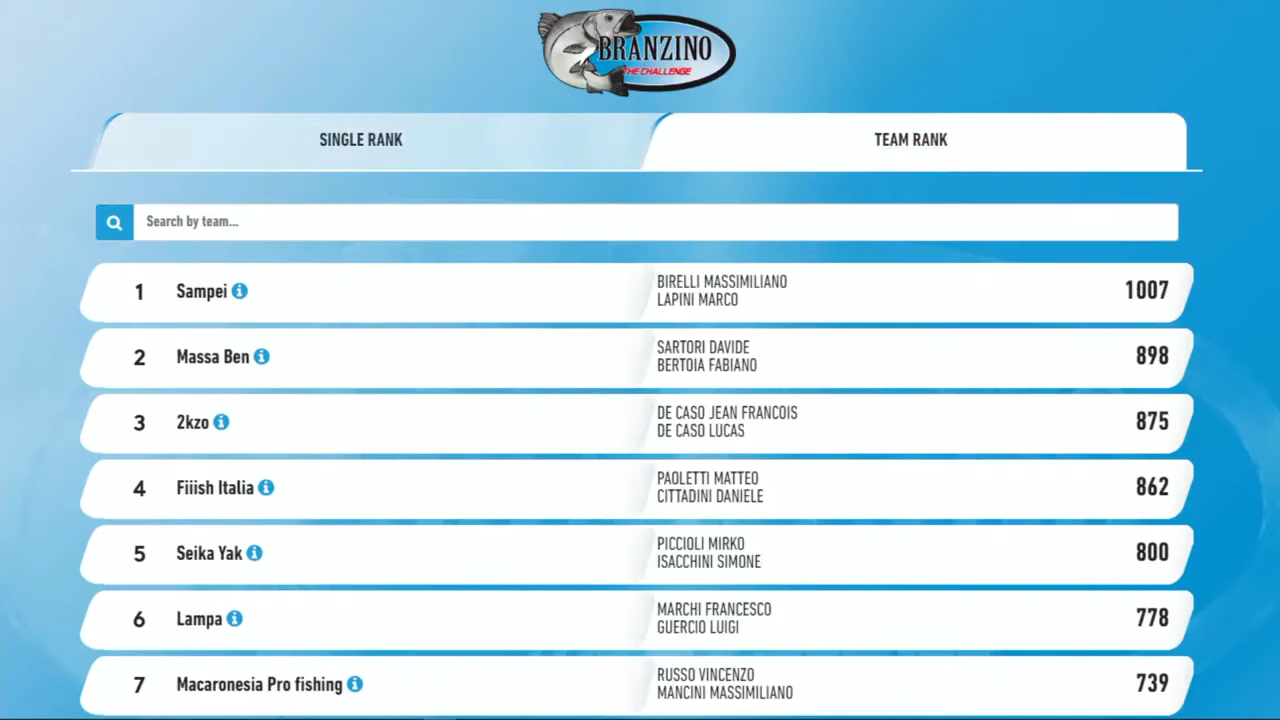 BRANZINO
THE CHALLENGE
SINGLE RANK
TEAM RANK
Search by team...
1 Sampei BIRELLI MASSIMILIANO 1007
LAPINI MARCO
2 Massa Ben SARTORI DAVIDE 898
BERTOIA FABIANO
3 2kzo DE CASO JEAN FRANCOIS 875
DE CASO LUCAS
4 Fiiish Italia PAOLETTI MATTEO 862
CITTADINI DANIELE
5 Seika Yak PICCIOLI MIRKO 800
ISACCHINI SIMONE
6 Lampa MARCHI FRANCESCO 778
GUERCIO LUIGI
7 Macaronesia Pro fishing RUSSO VINCENZO 739
MANCINI MASSIMILIANO